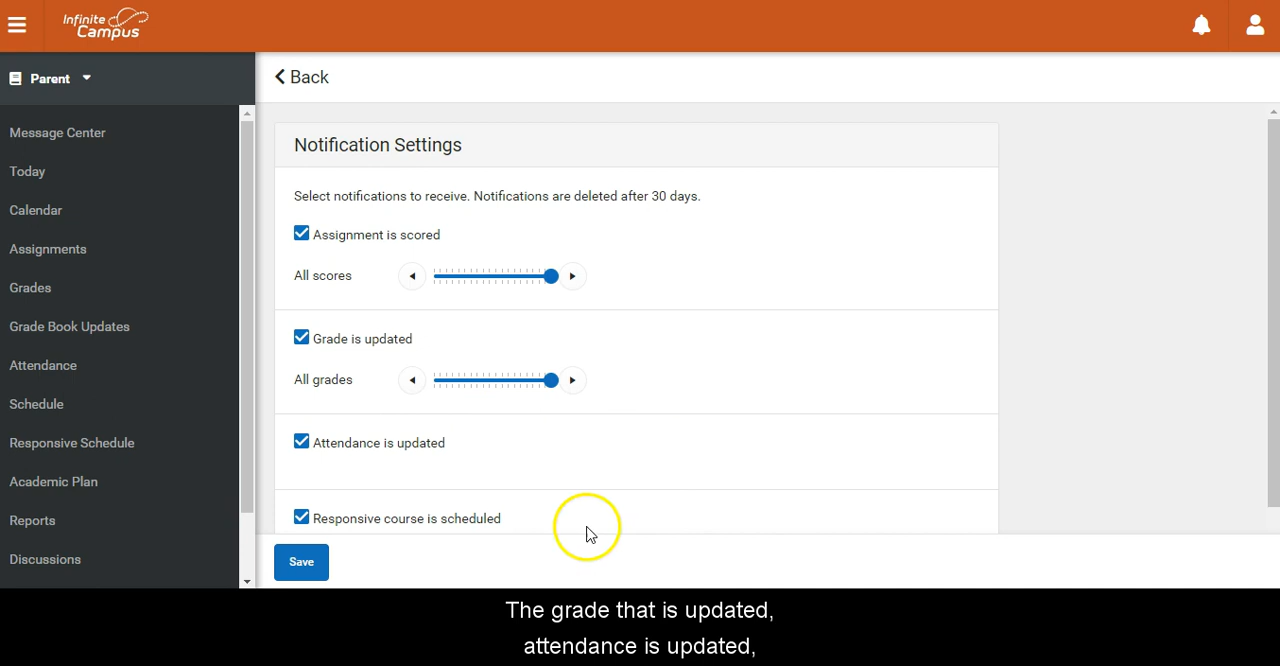 Infinite
Campus
Parent
Back
Message Center
Today
Calendar
Assignments
Grades
Grade Book Updates
Attendance
Schedule
Responsive Schedule
Academic Plan
Reports
Discussions
Notification Settings
Select notifications to receive. Notifications are deleted after 30 days.
Assignment is scored
All scores
Grade is updated
All grades
Attendance is updated
Responsive course is scheduled
Save
The grade that is updated,
attendance is updated,